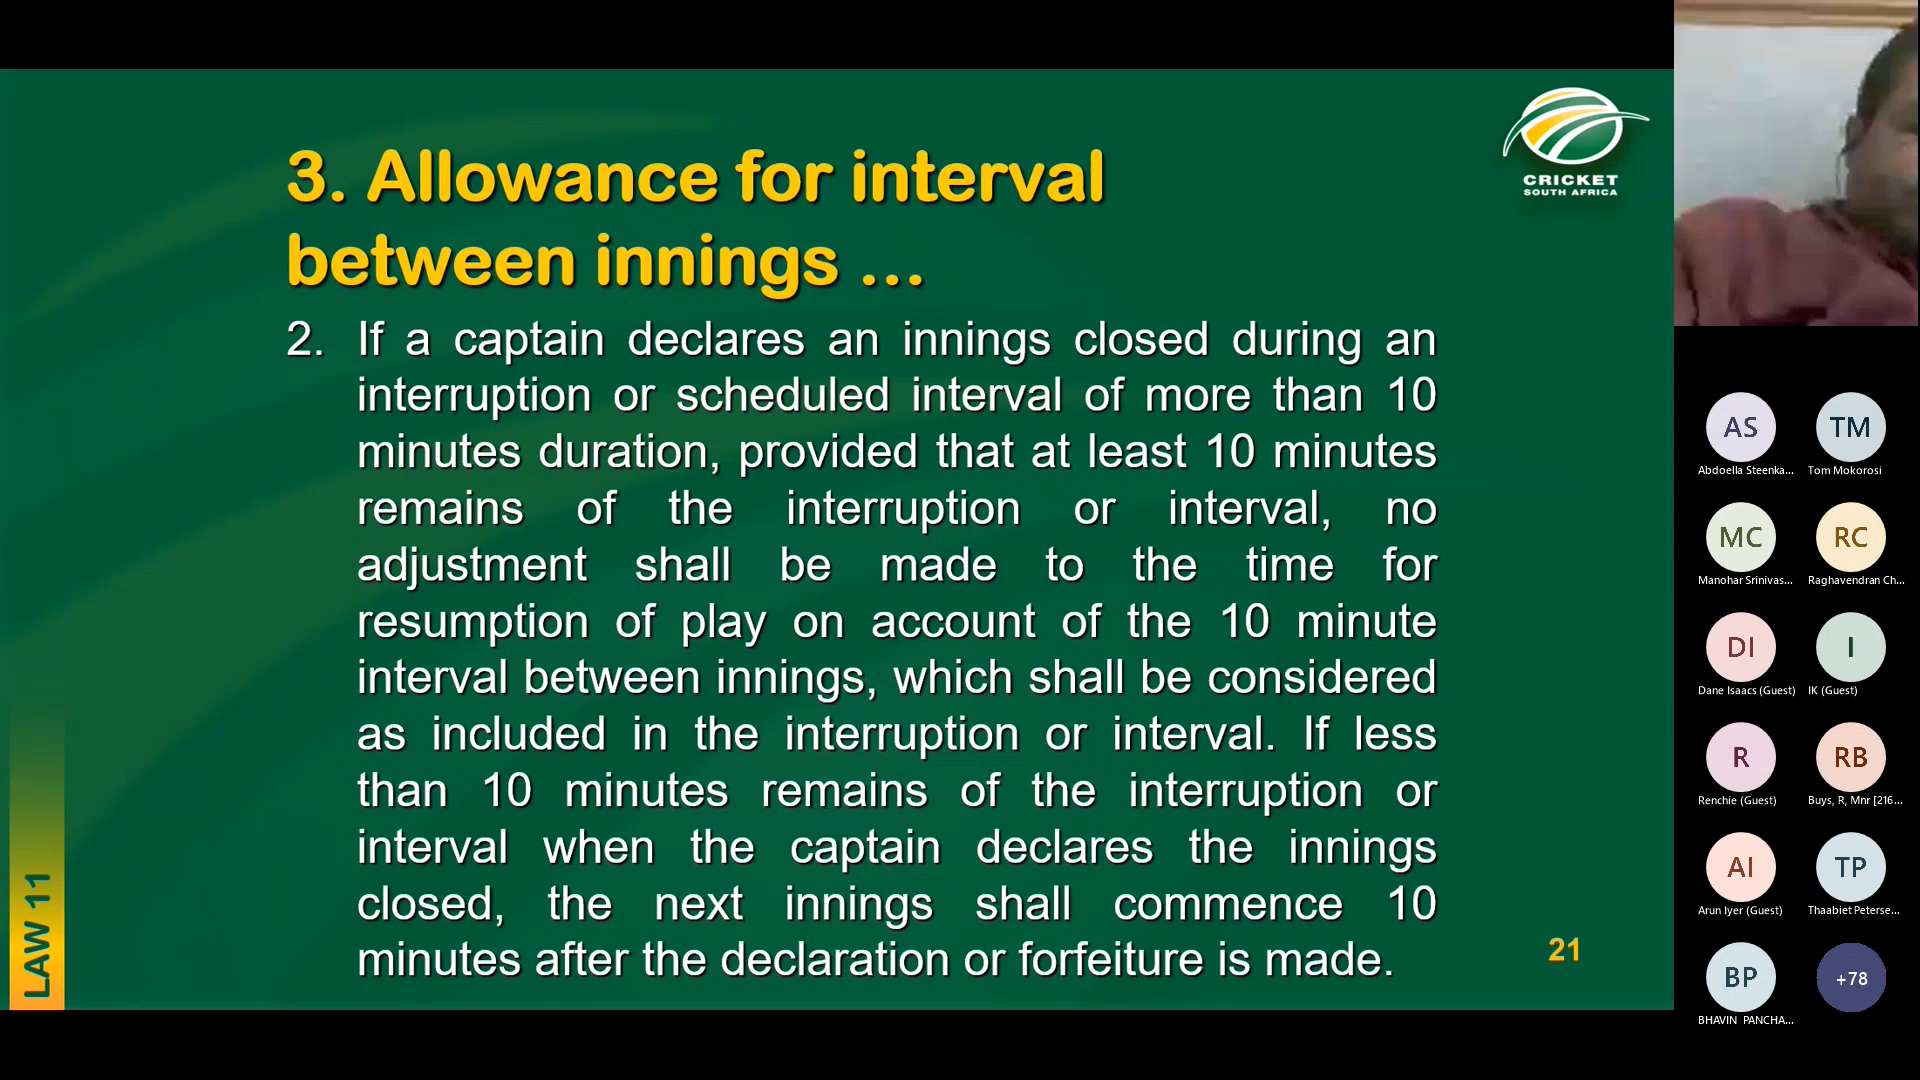 3. Allowance for interval
between innings ...
CRICKET
SOUTH AFRICA
2. If a captain declares an innings closed during an
interruption or scheduled interval of more than 10
minutes duration, provided that at least 10 minutes
remains of the interruption or interval, no
adjustment shall be made to the time for
resumption of play on account of the 10 minute
interval between innings, which shall be considered
as included in the interruption or interval. If less
than 10 minutes remains of the interruption or
interval when the captain declares the innings
closed, the next innings shall commence 10
minutes after the declaration or forfeiture is made.
21
LAW 11
AS
Abdoella Steenka...
TM
Tom Mokorosi
MC
Manohar Srinivas...
RC
Raghavendran Ch...
DI
Dane Isaacs (Guest)
I
IK (Guest)
R
Renchie (Guest)
RB
Buys, R, Mnr [216...
AI
Arun Iyer (Guest)
TP
Thaabiet Peterse...
BP
BHAVIN PANCHA...
+78